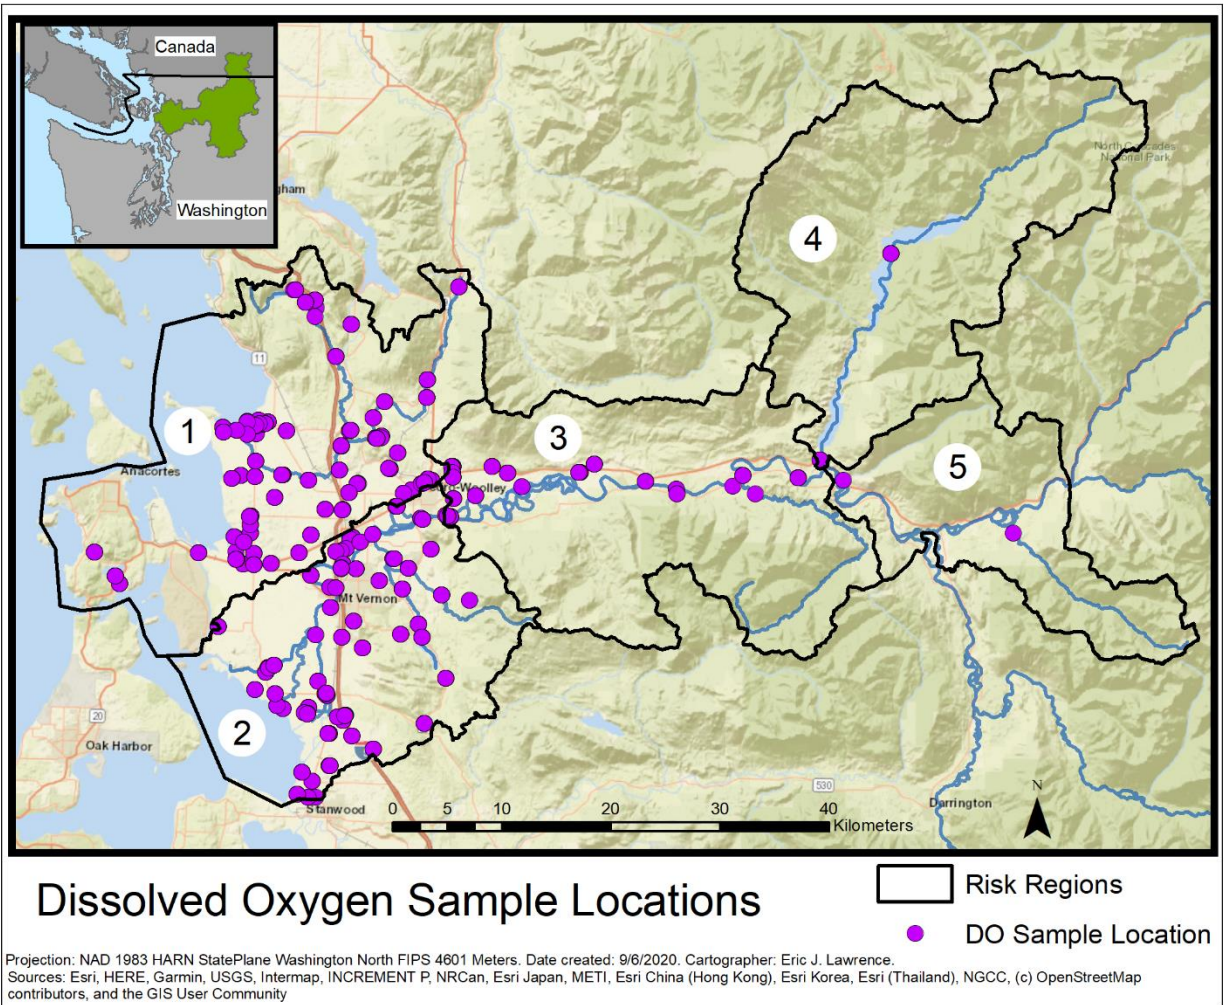 Canada
Washington
gham
North Cascades
National Park
4
11
1
3
5
Anacortes
Woolley
Mt Vernon
2
20
Oak Harbor
530
Darrington
Stanwood
N
0 5 10 20 30 40
Kilometers
Dissolved Oxygen Sample Locations
Risk Regions
DO Sample Location
Projection: NAD 1983 HARN StatePlane Washington North FIPS 4601 Meters. Date created: 9/6/2020. Cartographer: Eric J. Lawrence.
Sources: Esri, HERE, Garmin, USGS, Intermap, INCREMENT P, NRCan, Esri Japan, METI, Esri China (Hong Kong), Esri Korea, Esri (Thailand), NGCC, (c) OpenStreetMap
contributors, and the GIS User Community